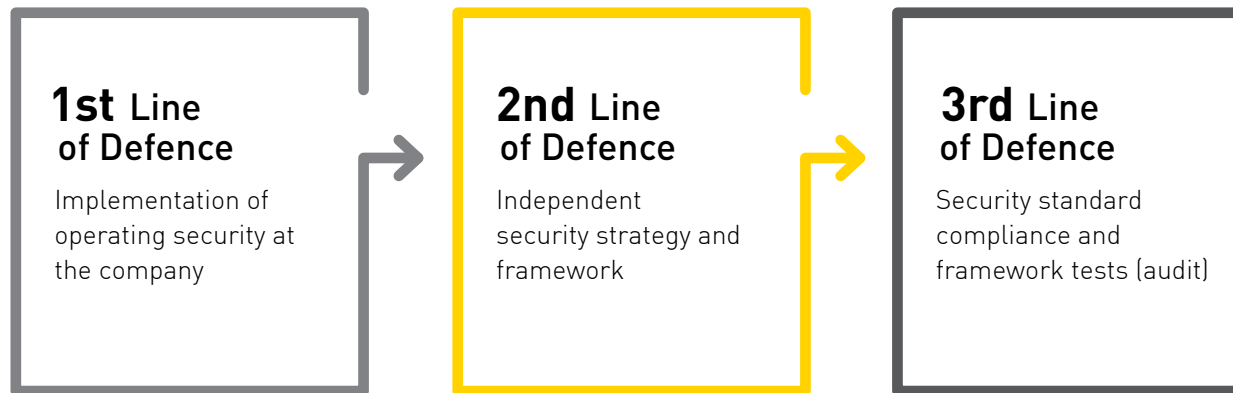 1st Line
of Defence
Implementation of
operating security at
the company
2nd Line
of Defence
Independent
security strategy and
framework
3rd Line
of Defence
Security standard
compliance and
framework tests (audit)